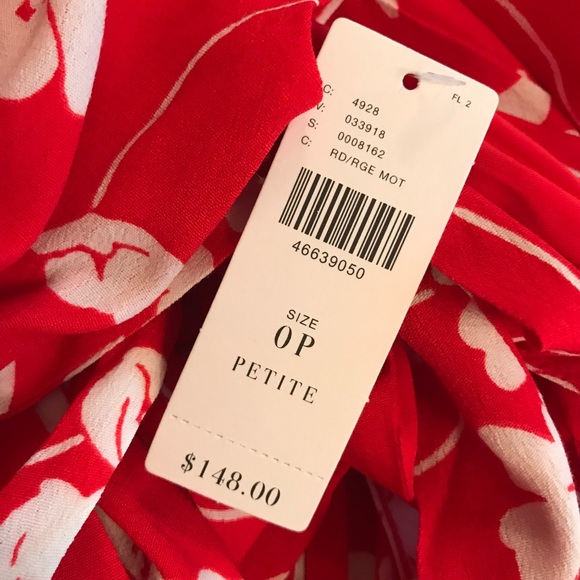 FL 2
C: 4928
V: 033918
S: 0008162
C: RD/RGE MOT
46639050
SIZE
0P
PETITE
$148.00